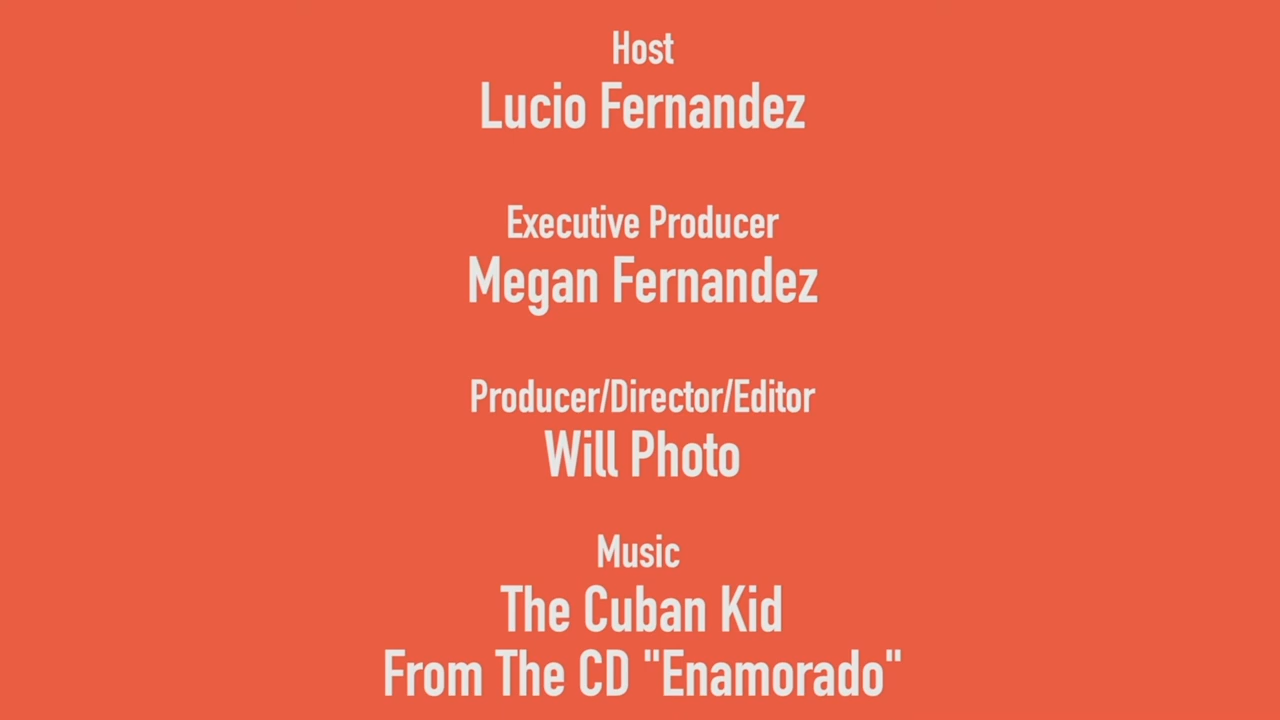 Host
Lucio Fernandez
Executive Producer
Megan Fernandez
Producer/Director/Editor
Will Photo
Music
The Cuban Kid
From The CD "Enamorado"